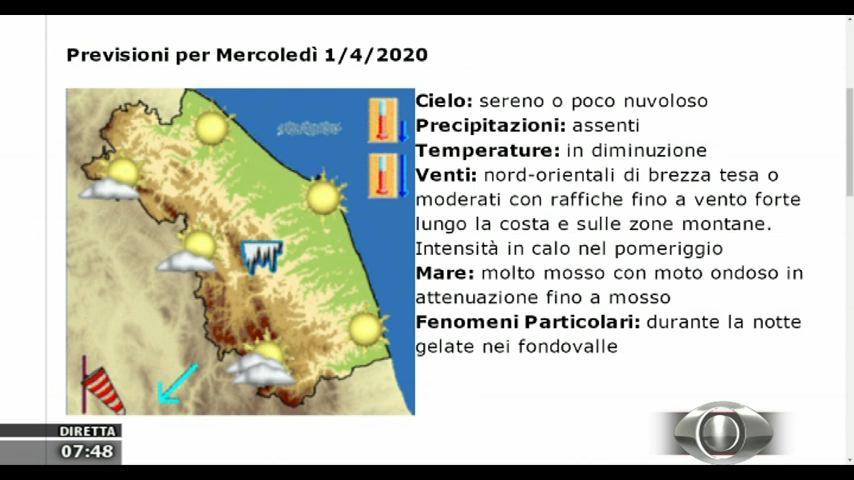 Previsioni per Mercoledì 1/4/2020
Cielo: sereno o poco nuvoloso
Precipitazioni: assenti
Temperature: in diminuzione
Venti: nord-orientali di brezza tesa o
moderati con raffiche fino a vento forte
lungo la costa e sulle zone montane.
Intensità in calo nel pomeriggio
Mare: molto mosso con moto ondoso in
attenuazione fino a mosso
Fenomeni Particolari: durante la notte
gelate nei fondovalle
DIRETTA
07:48